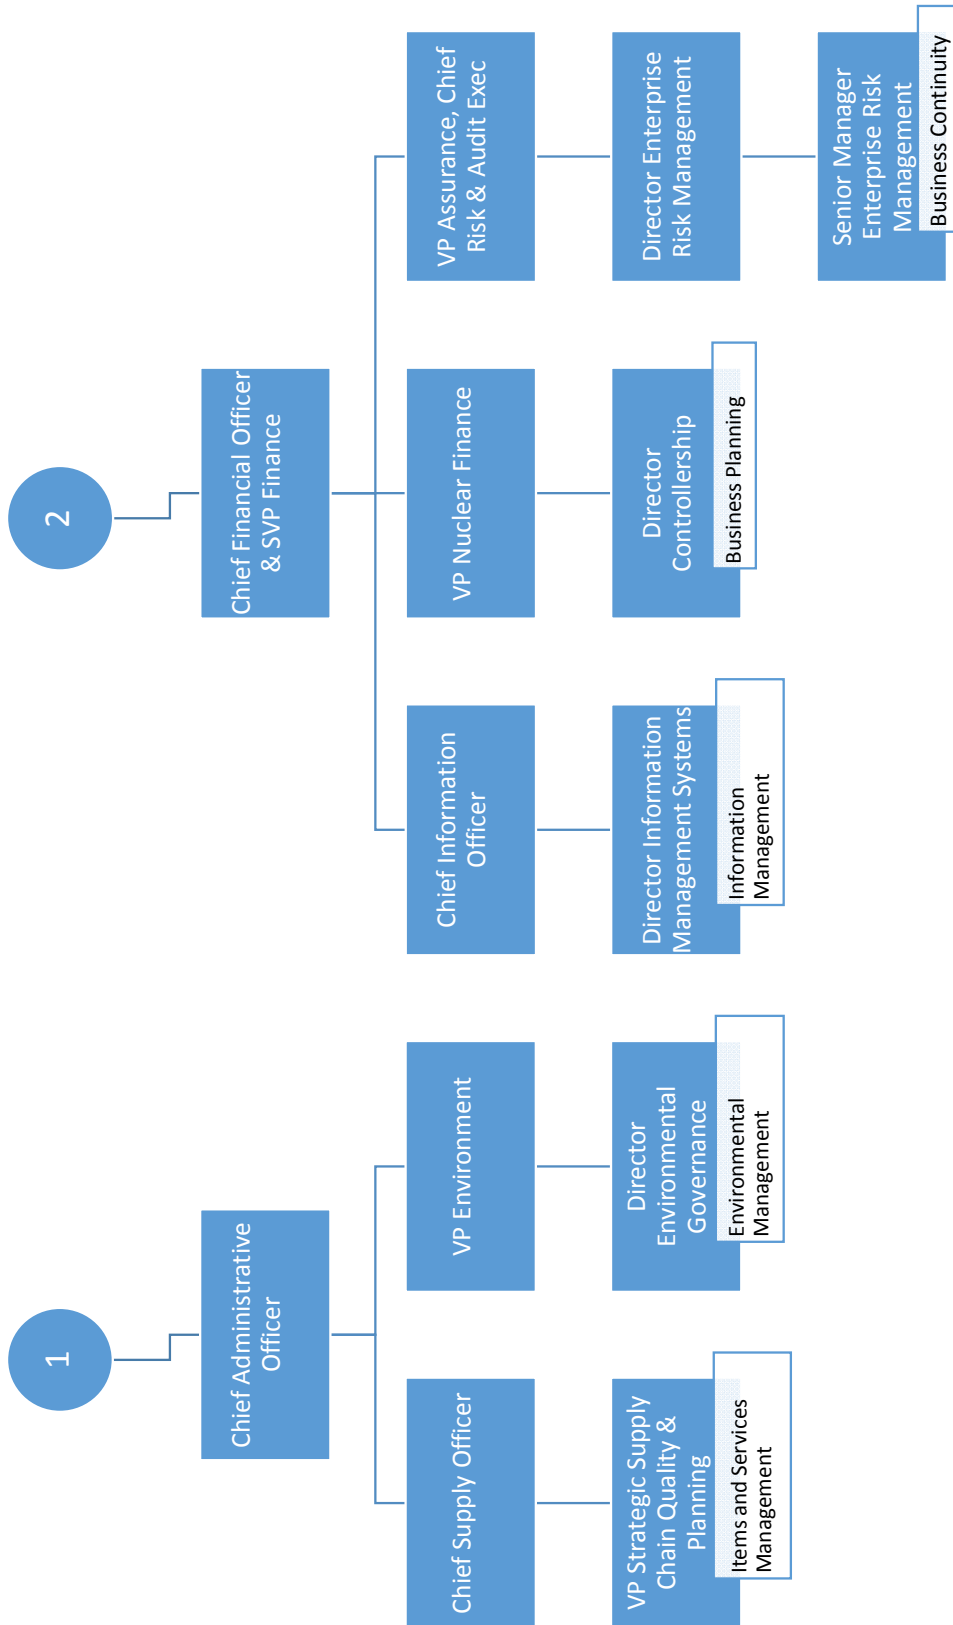 1
Chief Administrative
Officer
Chief Supply Officer
VP Environment
VP Strategic Supply
Chain Quality &
Planning
Items and Services
Management
Director
Environmental
Governance
Environmental
Management
2
Chief Financial Officer
& SVP Finance
Chief Information
Officer
VP Nuclear Finance
VP Assurance, Chief
Risk & Audit Exec
Director Information
Management Systems
Information
Management
Director
Controllership
Business Planning
Director Enterprise
Risk Management
Senior Manager
Enterprise Risk
Management
Business Continuity